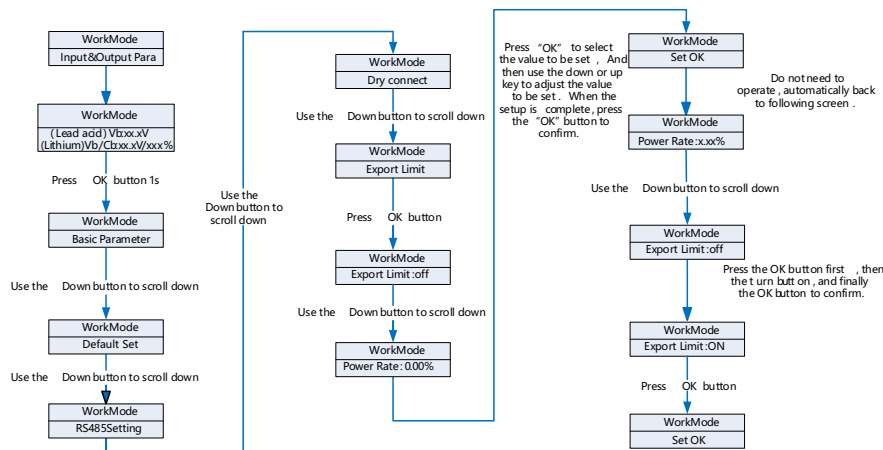 WorkMode
Input&Output Para
WorkMode
(Lead acid) Vb:xx.xV
(Lithium)Vb/Cb:xx.xV/xxx%
Press OK button 1s
WorkMode
Basic Parameter
Use the Down button to scroll down
WorkMode
Default Set
Use the Down button to scroll down
WorkMode
RS485Setting
Use the
Down button to
scroll down
WorkMode
Dry connect
Use the Down button to scroll down
WorkMode
Export Limit
Press OK button
WorkMode
Export Limit:off
Use the Down button to scroll down
WorkMode
Power Rate:0.00%
Press "OK" to select
the value to be set , And
then use the down or up
key to adjust the value
to be set . When the
setup is complete, press
the "OK" button to
confirm.
WorkMode
Set OK
Do not need to
operate, automatically back
to following screen .
WorkMode
Power Rate:x.xx%
Use the Down button to scroll down
WorkMode
Export Limit:off
Press the OK button first , then
the turn button, and finally
the OK button to confirm.
WorkMode
Export Limit:ON
Press OK button
WorkMode
Set OK